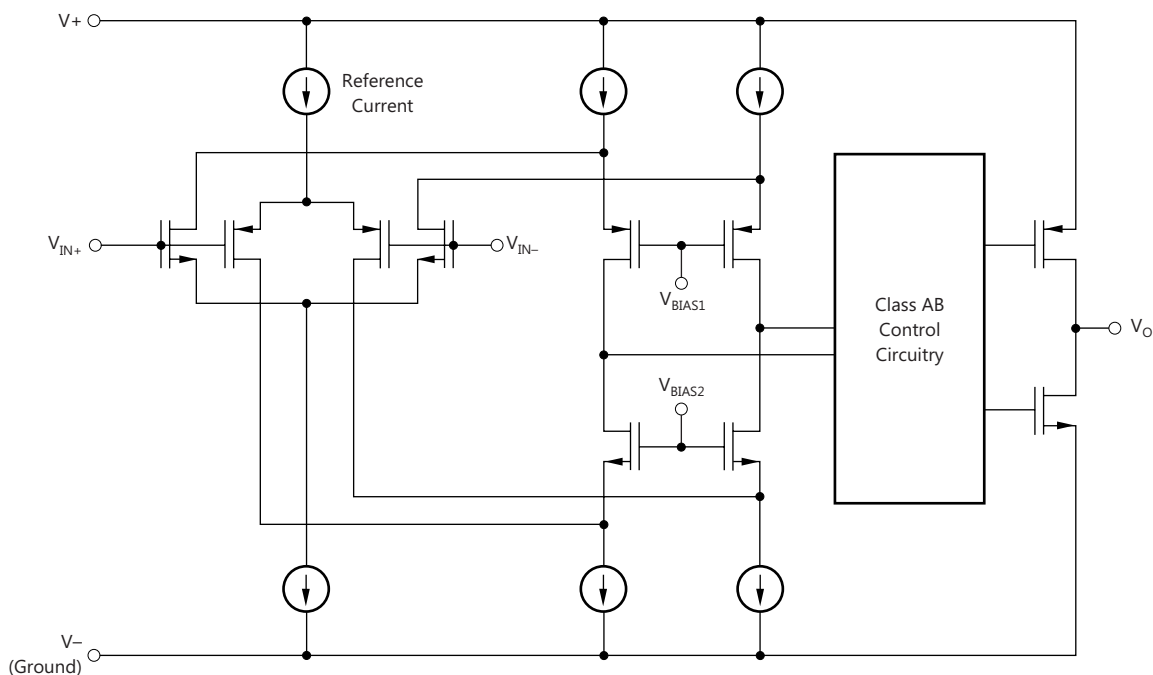 V+
Reference
Current
V_IN+
V_IN–
V_BIAS1
Class AB
Control
Circuitry
V_O
V_BIAS2
V–
(Ground)